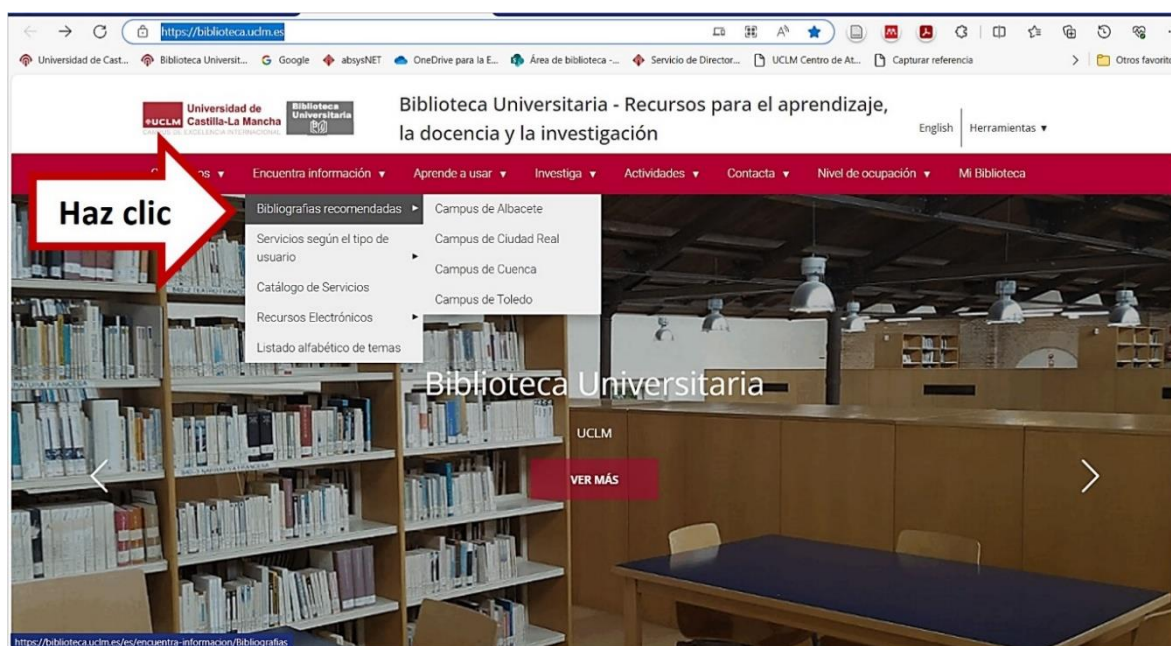 https://biblioteca.uclm.es
Universidad de Cast...
Biblioteca Universit...
Google
absysNET
OneDrive para la E...
Área de biblioteca -...
Servicio de Director...
UCLM Centro de At...
Capturar referencia
Otros favoritos
UCLM
Universidad de
Castilla-La Mancha
CAMPUS DE EXCELENCIA INTERNACIONAL
Biblioteca
Universitaria
Biblioteca Universitaria - Recursos para el aprendizaje,
la docencia y la investigación
English
Herramientas ▼
Encuentra información ▼
Aprende a usar ▼
Investiga ▼
Actividades ▼
Contacta ▼
Nivel de ocupación ▼
Mi Biblioteca
Haz clic
Bibliografías recomendadas
Servicios según el tipo de
usuario
Catálogo de Servicios
Recursos Electrónicos
Listado alfabético de temas
Campus de Albacete
Campus de Ciudad Real
Campus de Cuenca
Campus de Toledo
Biblioteca Universitaria
UCLM
VER MÁS
https://biblioteca.uclm.es/es/encuentra-informacion/Bibliografias